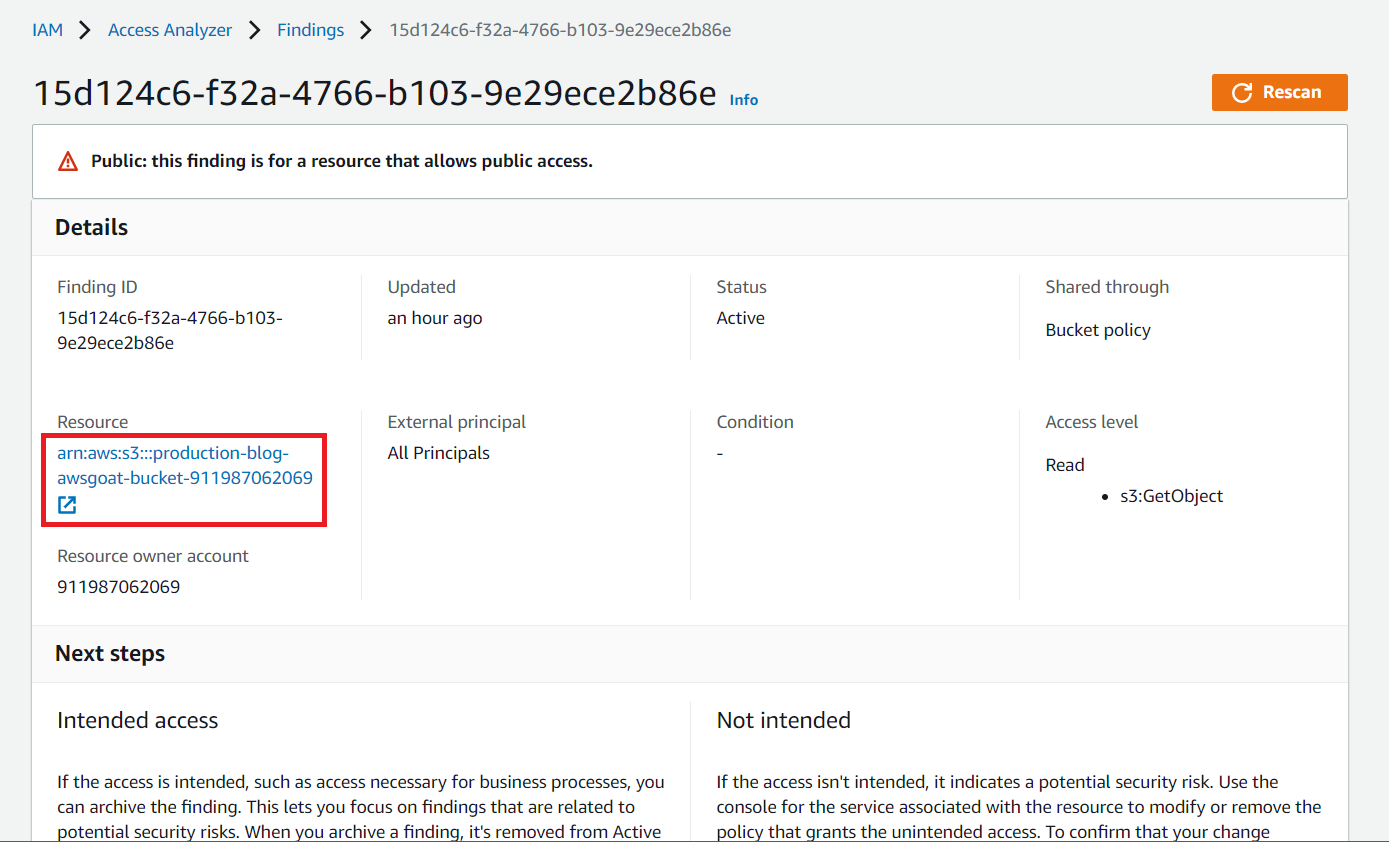 IAM > Access Analyzer > Findings > 15d124c6-f32a-4766-b103-9e29ece2b86e
15d124c6-f32a-4766-b103-9e29ece2b86e Info
Rescan
Public: this finding is for a resource that allows public access.
Details
Finding ID
15d124c6-f32a-4766-b103-
9e29ece2b86e
Updated
an hour ago
Status
Active
Shared through
Bucket policy
Resource
arn:aws:s3:::production-blog-
awsgoat-bucket-911987062069
Resource owner account
911987062069
External principal
All Principals
Condition
-
Access level
Read
• s3:GetObject
Next steps
Intended access
If the access is intended, such as access necessary for business processes, you
can archive the finding. This lets you focus on findings that are related to
potential security risks. When you archive a finding, it's removed from Active
Not intended
If the access isn't intended, it indicates a potential security risk. Use the
console for the service associated with the resource to modify or remove the
policy that grants the unintended access. To confirm that your change